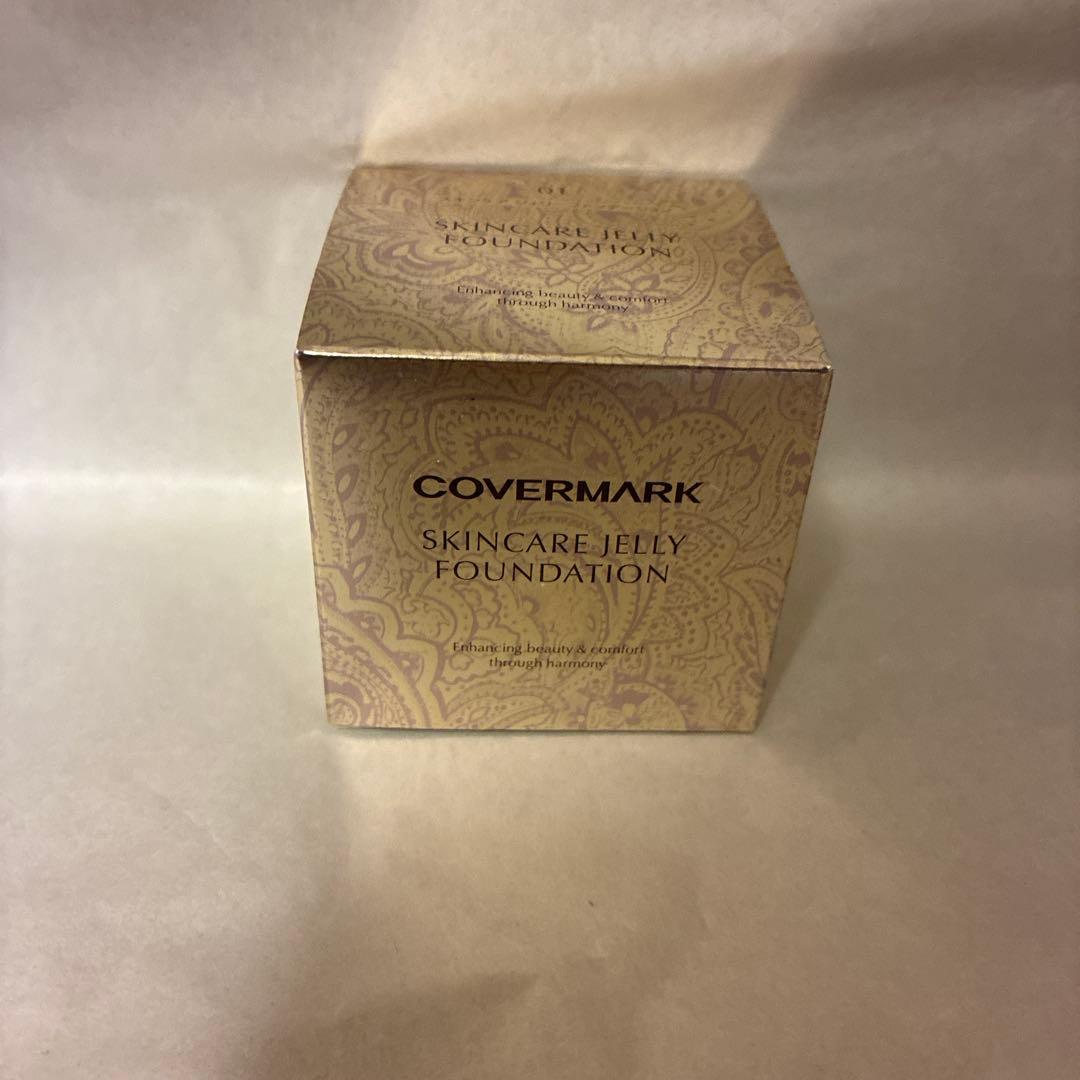 01
SKINCARE JELLY
FOUNDATION
Enhancing beauty & comfort
through harmony
COVERMARK
SKINCARE JELLY
FOUNDATION
Enhancing beauty & comfort
through harmony